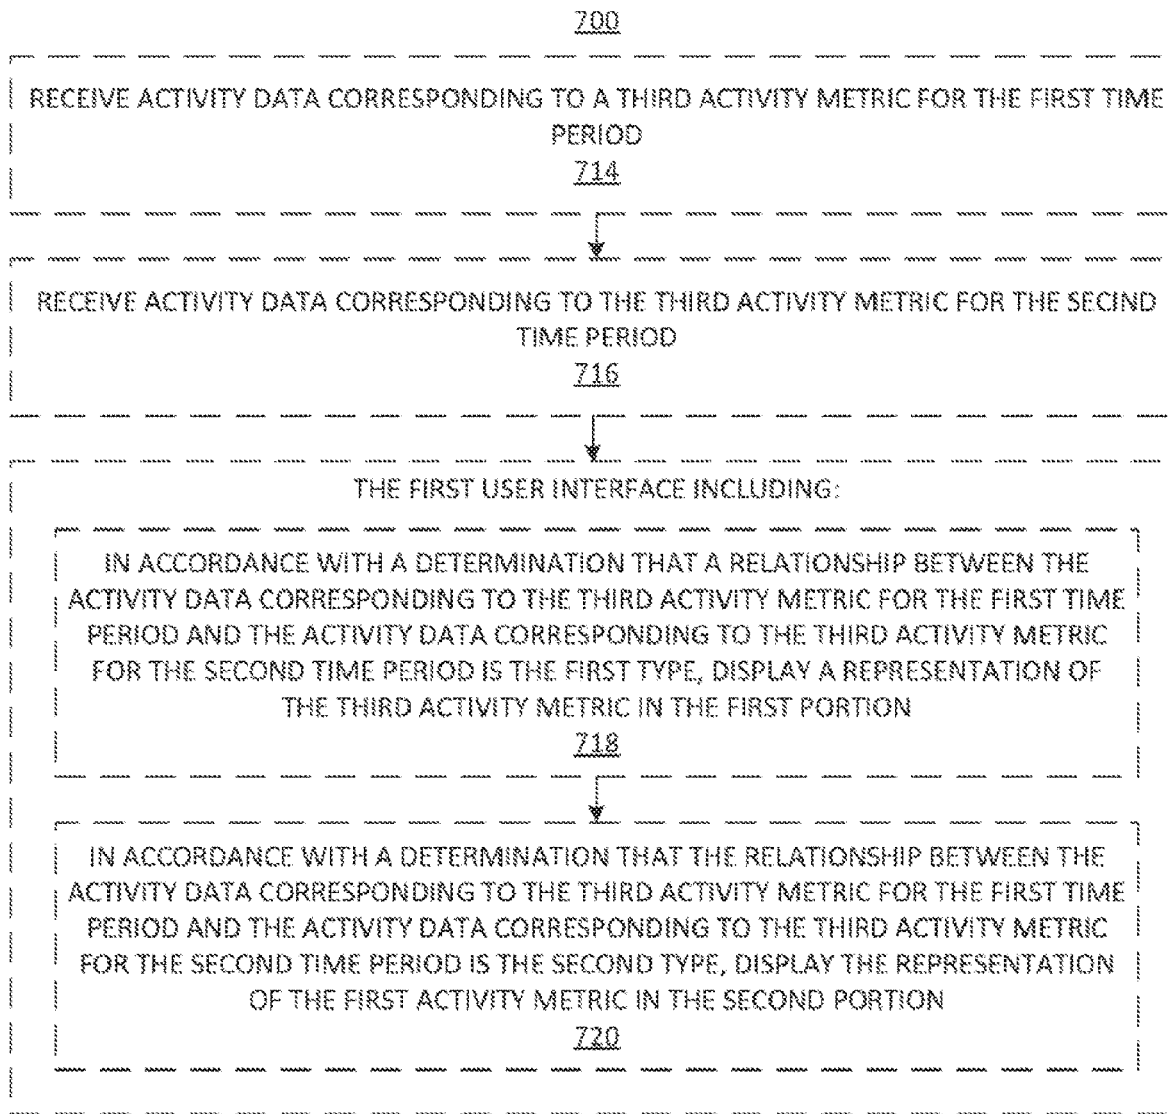 700
RECEIVE ACTIVITY DATA CORRESPONDING TO A THIRD ACTIVITY METRIC FOR THE FIRST TIME
PERIOD
714
RECEIVE ACTIVITY DATA CORRESPONDING TO THE THIRD ACTIVITY METRIC FOR THE SECIND
TIME PERIOD
716
THE FIRST USER INTERFACE INCLUDING:
IN ACCORDANCE WITH A DETERMINATION THAT A RELATIONSHIP BETWEEN THE
ACTIVITY DATA CORRESPONDING TO THE THIRD ACTIVITY METRIC FOR THE FIRST TIME
PERIOD AND THE ACTIVITY DATA CORRESPONDING TO THE THIRD ACTIVITY METRIC
FOR THE SECOND TIME PERIOD IS THE FIRST TYPE, DISPLAY A REPRESENTATION OF
THE THIRD ACTIVITY METRIC IN THE FIRST PORTION
718
IN ACCORDANCE WITH A DETERMINATION THAT THE RELATIONSHIP BETWEEN THE
ACTIVITY DATA CORRESPONDING TO THE THIRD ACTIVITY METRIC FOR THE FIRST TIME
PERIOD AND THE ACTIVITY DATA CORRESPONDING TO THE THIRD ACTIVITY METRIC
FOR THE SECOND TIME PERIOD IS THE SECOND TYPE, DISPLAY THE REPRESENTATION
OF THE FIRST ACTIVITY METRIC IN THE SECOND PORTION
720